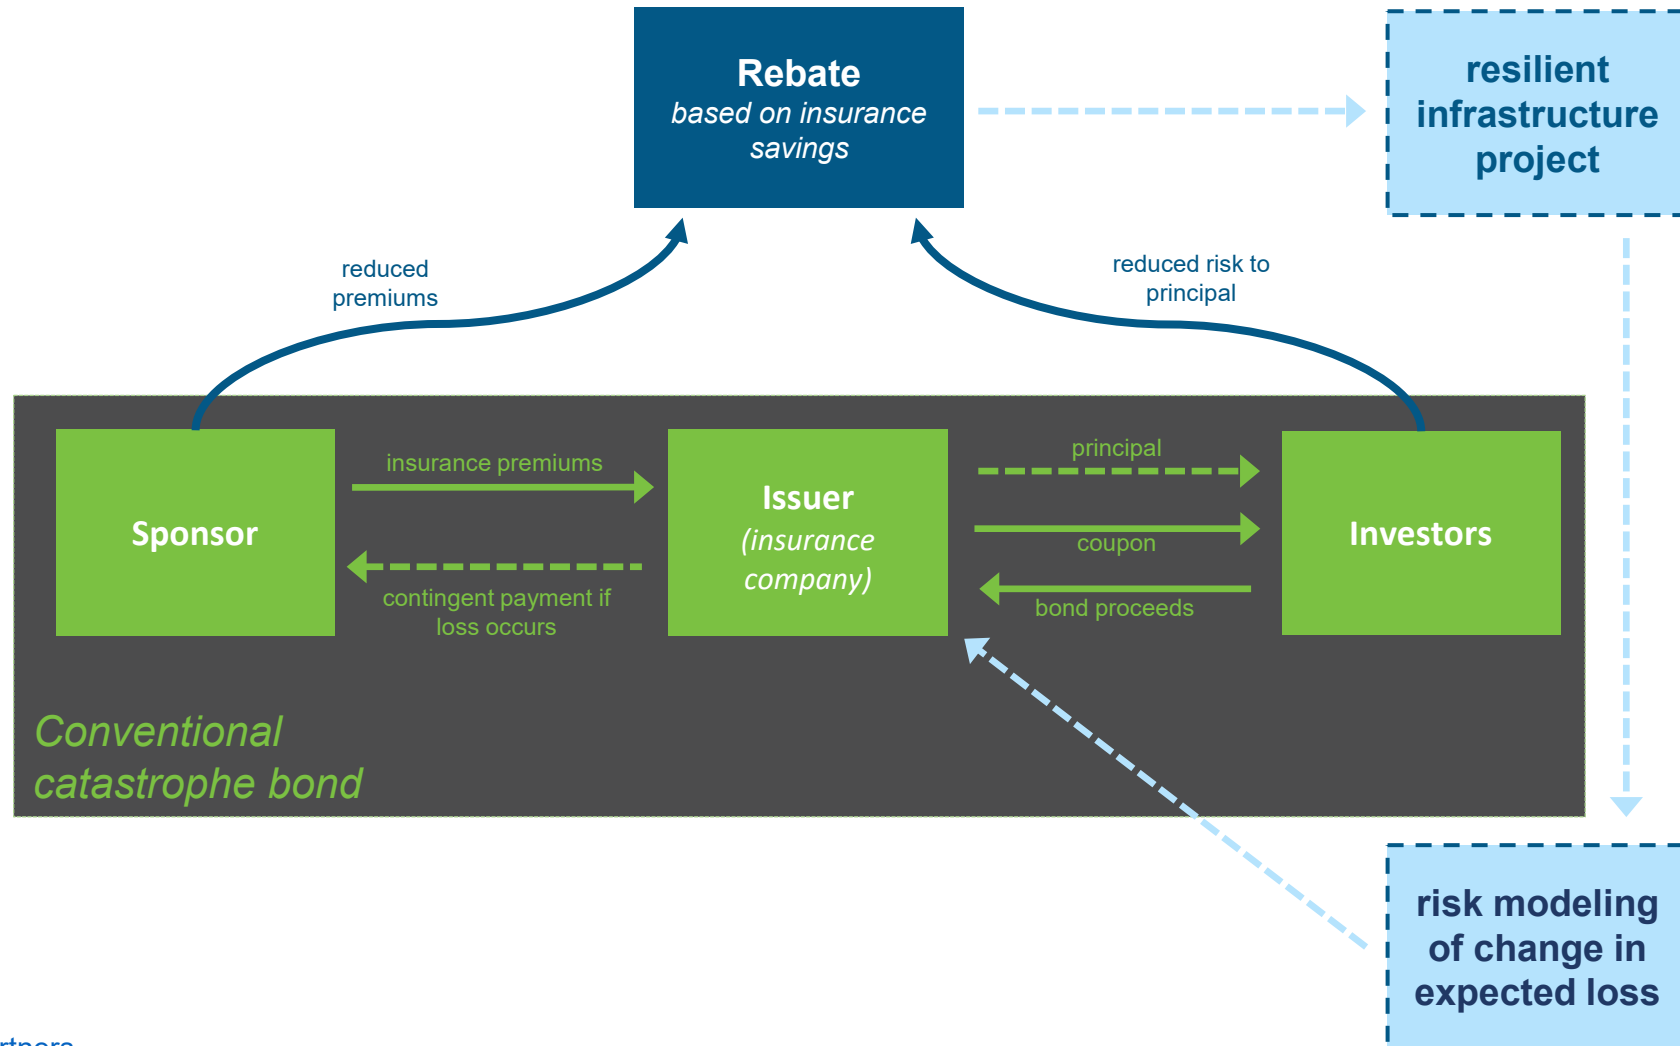 Rebate
based on insurance
savings
resilient
infrastructure
project
reduced
premiums
reduced risk to
principal
Sponsor
insurance premiums
contingent payment if
loss occurs
Issuer
(insurance
company)
principal
coupon
bond proceeds
Investors
Conventional
catastrophe bond
risk modeling
of change in
expected loss